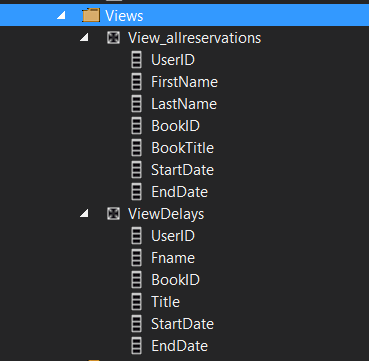 Views
View_allreservations
UserID
FirstName
LastName
BookID
BookTitle
StartDate
EndDate
ViewDelays
UserID
Fname
BookID
Title
StartDate
EndDate